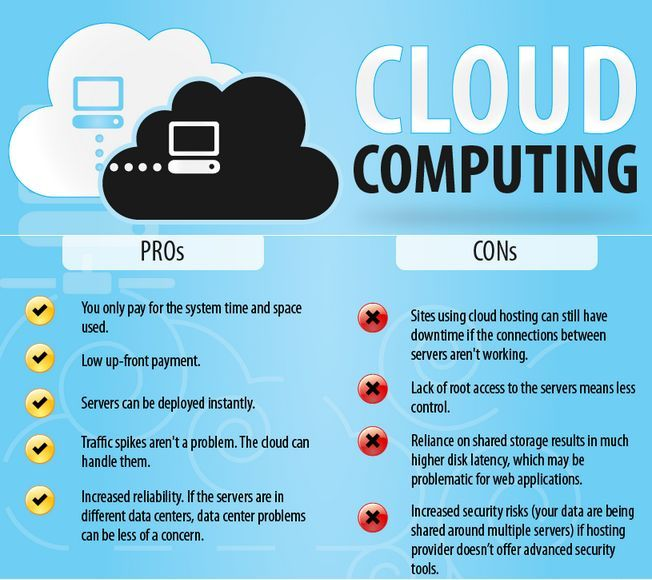 CLOUD
COMPUTING
PROs
You only pay for the system time and space
used.
Low up-front payment.
Servers can be deployed instantly.
Traffic spikes aren't a problem. The cloud can
handle them.
Increased reliability. If the servers are in
different data centers, data center problems
can be less of a concern.
CONs
Sites using cloud hosting can still have
downtime if the connections between
servers aren't working.
Lack of root access to the servers means less
control.
Reliance on shared storage results in much
higher disk latency, which may be
problematic for web applications.
Increased security risks (your data are being
shared around multiple servers) if hosting
provider doesn’t offer advanced security
tools.